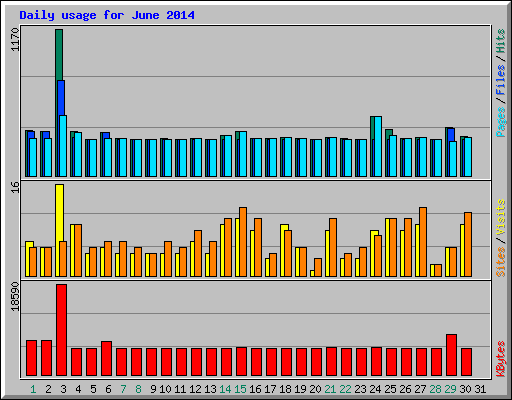 Daily usage for June 2014
1170
Pages / Files / Hits
16
Sites / Visits
18590
KBytes
1 2 3 4 5 6 7 8 9 10 11 12 13 14 15 16 17 18 19 20 21 22 23 24 25 26 27 28 29 30 31